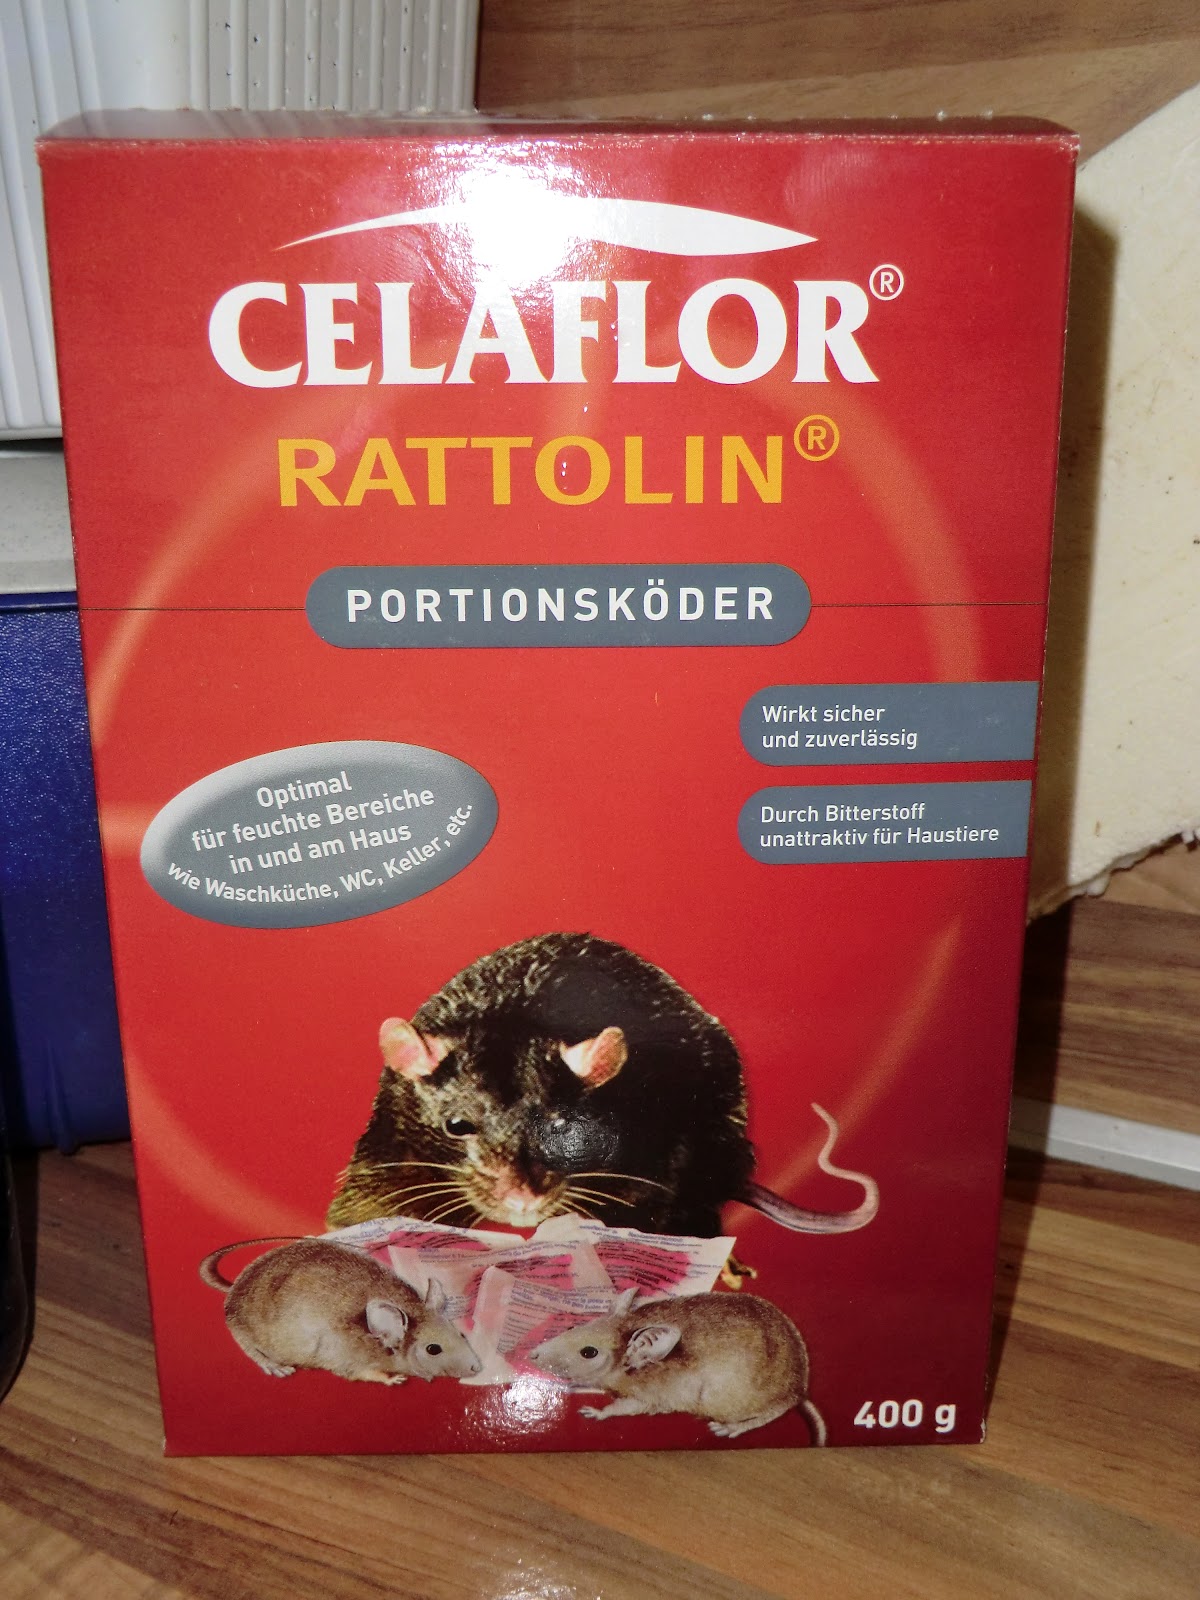 CELAFLOR®
RATTOLIN®
PORTIONSKÖDER
Wirkt sicher
und zuverlässig
Durch Bitterstoff
unattraktiv für Haustiere
Optimal
für feuchte Bereiche
in und am Haus
wie Waschküche, WC, Keller, etc.
400 g